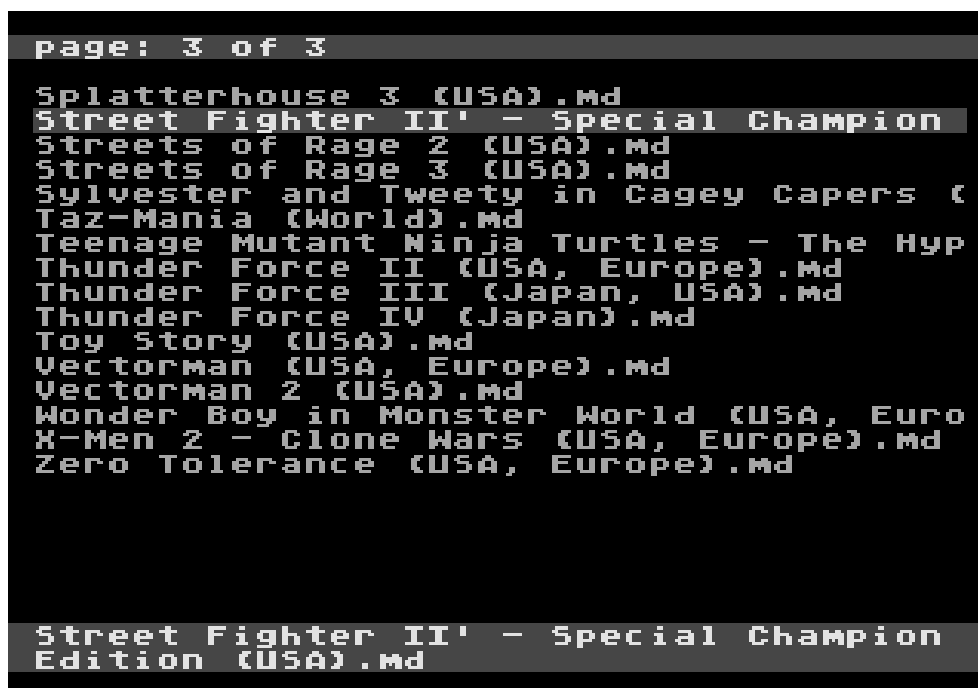 page: 3 of 3
Splatterhouse 3 (USA).md
Street Fighter II' - Special Champion
Streets of Rage 2 (USA).md
Streets of Rage 3 (USA).md
Sylvester and Tweety in Cagey Capers (
Taz-Mania (World).md
Teenage Mutant Ninja Turtles - The Hyp
Thunder Force II (USA, Europe).md
Thunder Force III (Japan, USA).md
Thunder Force IV (Japan).md
Toy Story (USA).md
Vectorman (USA, Europe).md
Vectorman 2 (USA).md
Wonder Boy in Monster World (USA, Euro
X-Men 2 - Clone Wars (USA, Europe).md
Zero Tolerance (USA, Europe).md
Street Fighter II' - Special Champion
Edition (USA).md